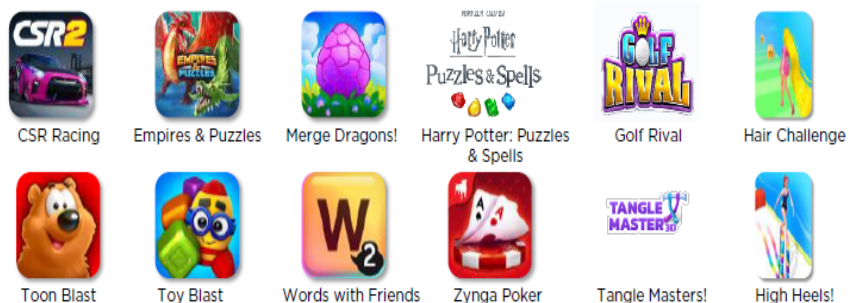 CSR2
EMPIRES
& PUZZLES
Harry Potter
Puzzles & Spells
GOLF
RIVAL
CSR Racing
Empires & Puzzles
Merge Dragons!
Harry Potter: Puzzles
& Spells
Golf Rival
Hair Challenge
W
2
A
A
TANGLE
MASTER 3D
Toon Blast
Toy Blast
Words with Friends
Zynga Poker
Tangle Masters!
High Heels!